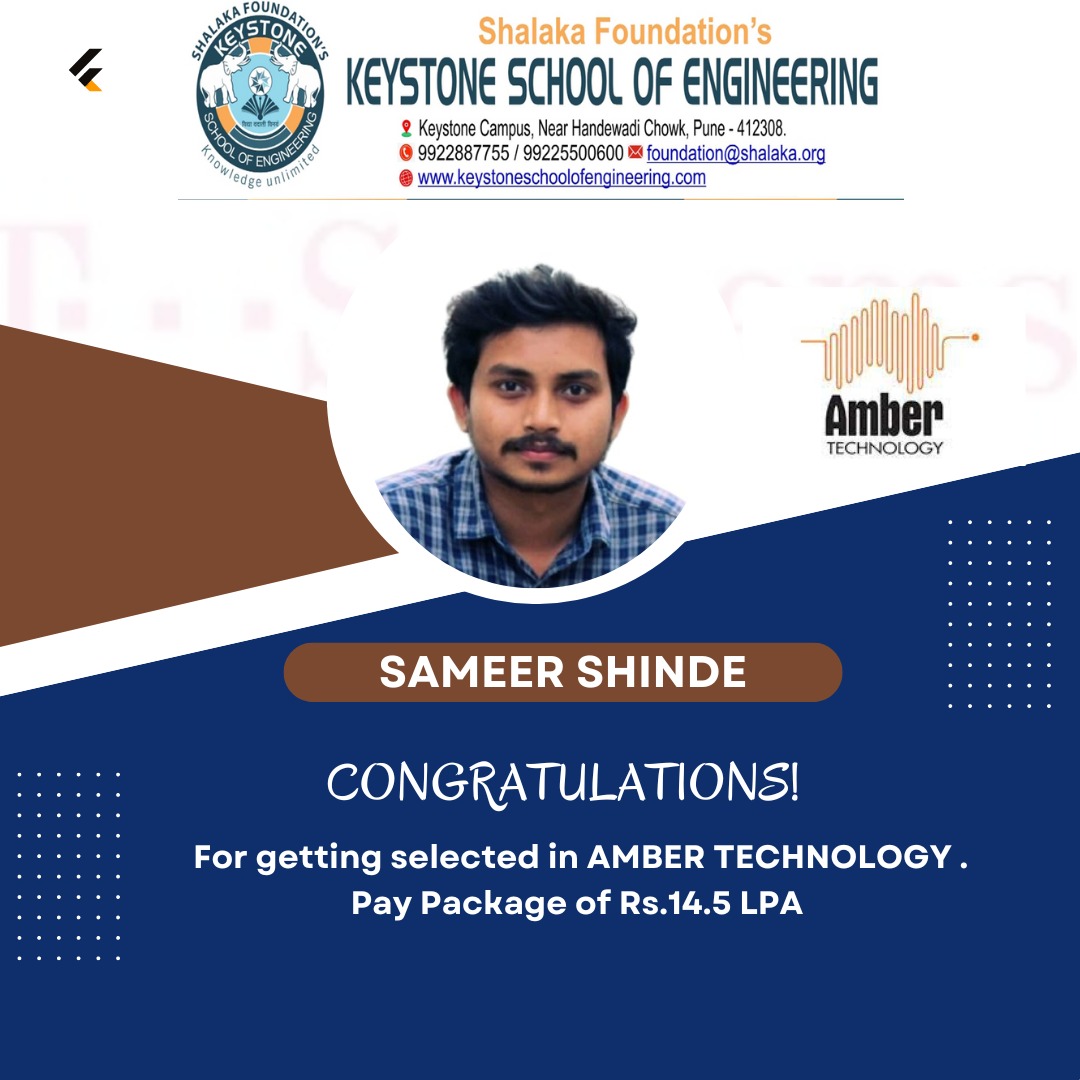 SHALAKA FOUNDATION'S
KEYSTONE
SCHOOL OF ENGINEERING
Knowledge unlimited
Shalaka Foundation's
KEYSTONE SCHOOL OF ENGINEERING
Keystone Campus, Near Handewadi Chowk, Pune - 412308.
9922887755 / 99225500600 foundation@shalaka.org
www.keystoneschoolofengineering.com
Amber
TECHNOLOGY
SAMEER SHINDE
CONGRATULATIONS!
For getting selected in AMBER TECHNOLOGY .
Pay Package of Rs.14.5 LPA